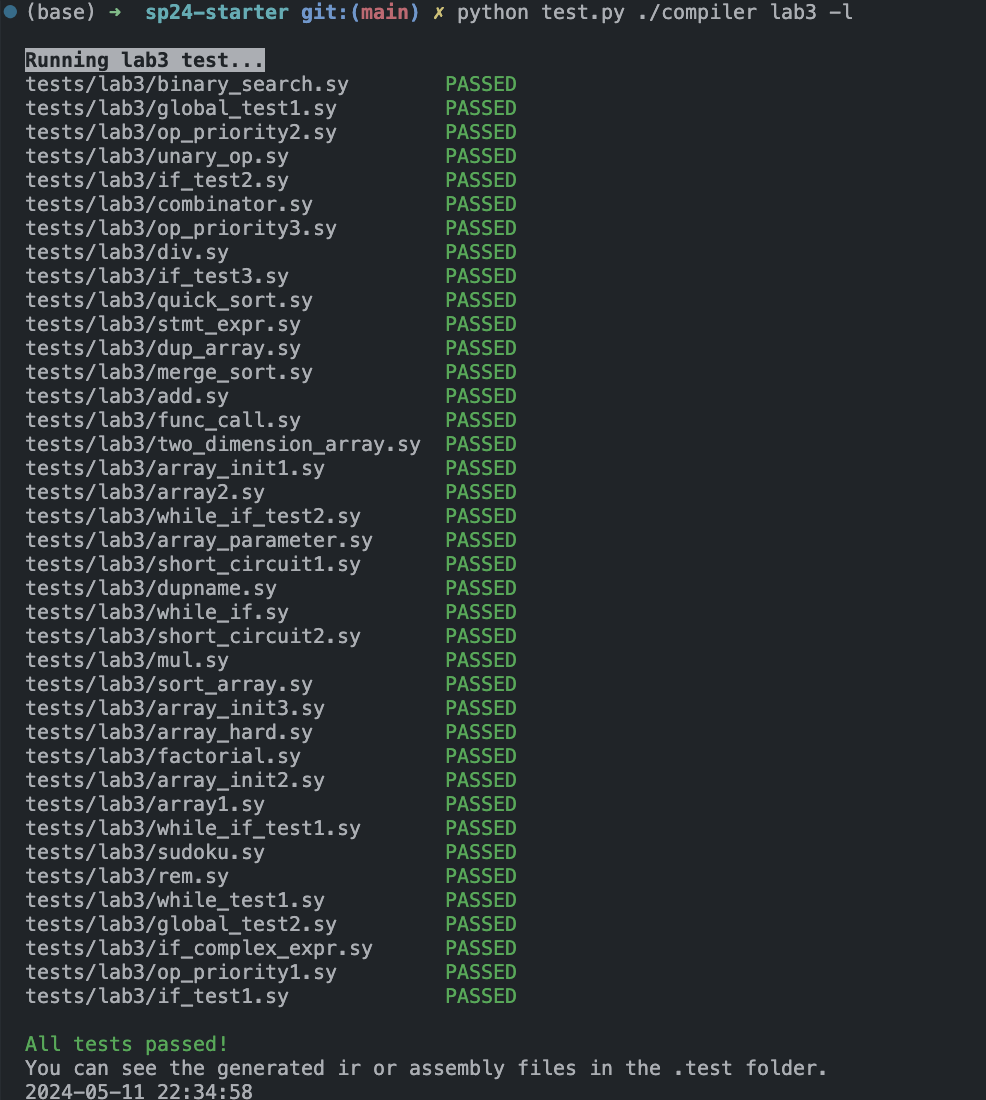 (base) ➜ sp24-starter git:(main) ✗ python test.py ./compiler lab3 -l
Running lab3 test...
tests/lab3/binary_search.sy PASSED
tests/lab3/global_test1.sy PASSED
tests/lab3/op_priority2.sy PASSED
tests/lab3/unary_op.sy PASSED
tests/lab3/if_test2.sy PASSED
tests/lab3/combinator.sy PASSED
tests/lab3/op_priority3.sy PASSED
tests/lab3/div.sy PASSED
tests/lab3/if_test3.sy PASSED
tests/lab3/quick_sort.sy PASSED
tests/lab3/stmt_expr.sy PASSED
tests/lab3/dup_array.sy PASSED
tests/lab3/merge_sort.sy PASSED
tests/lab3/add.sy PASSED
tests/lab3/func_call.sy PASSED
tests/lab3/two_dimension_array.sy PASSED
tests/lab3/array_init1.sy PASSED
tests/lab3/array2.sy PASSED
tests/lab3/while_if_test2.sy PASSED
tests/lab3/array_parameter.sy PASSED
tests/lab3/short_circuit1.sy PASSED
tests/lab3/dupname.sy PASSED
tests/lab3/while_if.sy PASSED
tests/lab3/short_circuit2.sy PASSED
tests/lab3/mul.sy PASSED
tests/lab3/sort_array.sy PASSED
tests/lab3/array_init3.sy PASSED
tests/lab3/array_hard.sy PASSED
tests/lab3/factorial.sy PASSED
tests/lab3/array_init2.sy PASSED
tests/lab3/array1.sy PASSED
tests/lab3/while_if_test1.sy PASSED
tests/lab3/sudoku.sy PASSED
tests/lab3/rem.sy PASSED
tests/lab3/while_test1.sy PASSED
tests/lab3/global_test2.sy PASSED
tests/lab3/if_complex_expr.sy PASSED
tests/lab3/op_priority1.sy PASSED
tests/lab3/if_test1.sy PASSED
All tests passed!
You can see the generated ir or assembly files in the .test folder.
2024-05-11 22:34:58